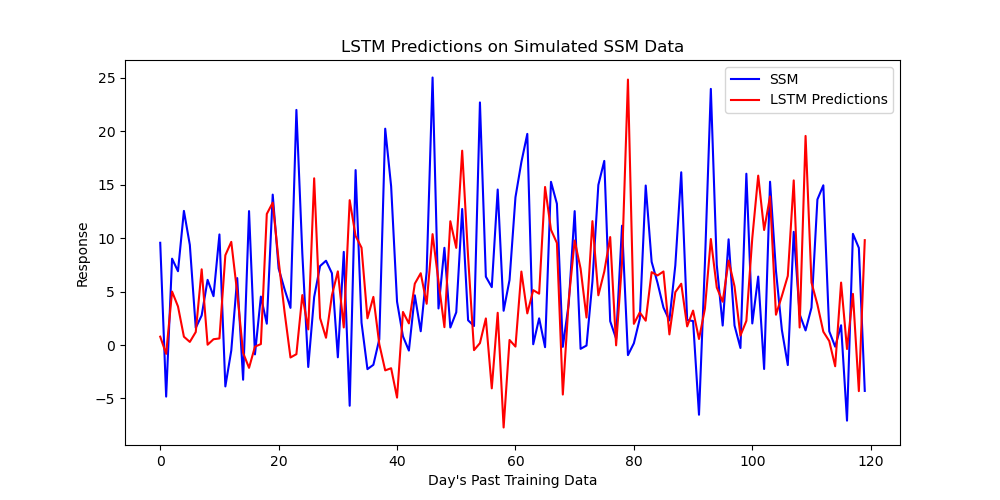 LSTM Predictions on Simulated SSM Data
SSM
LSTM Predictions
25
20
15
10
5
0
−5
Response
0 20 40 60 80 100 120
Day's Past Training Data